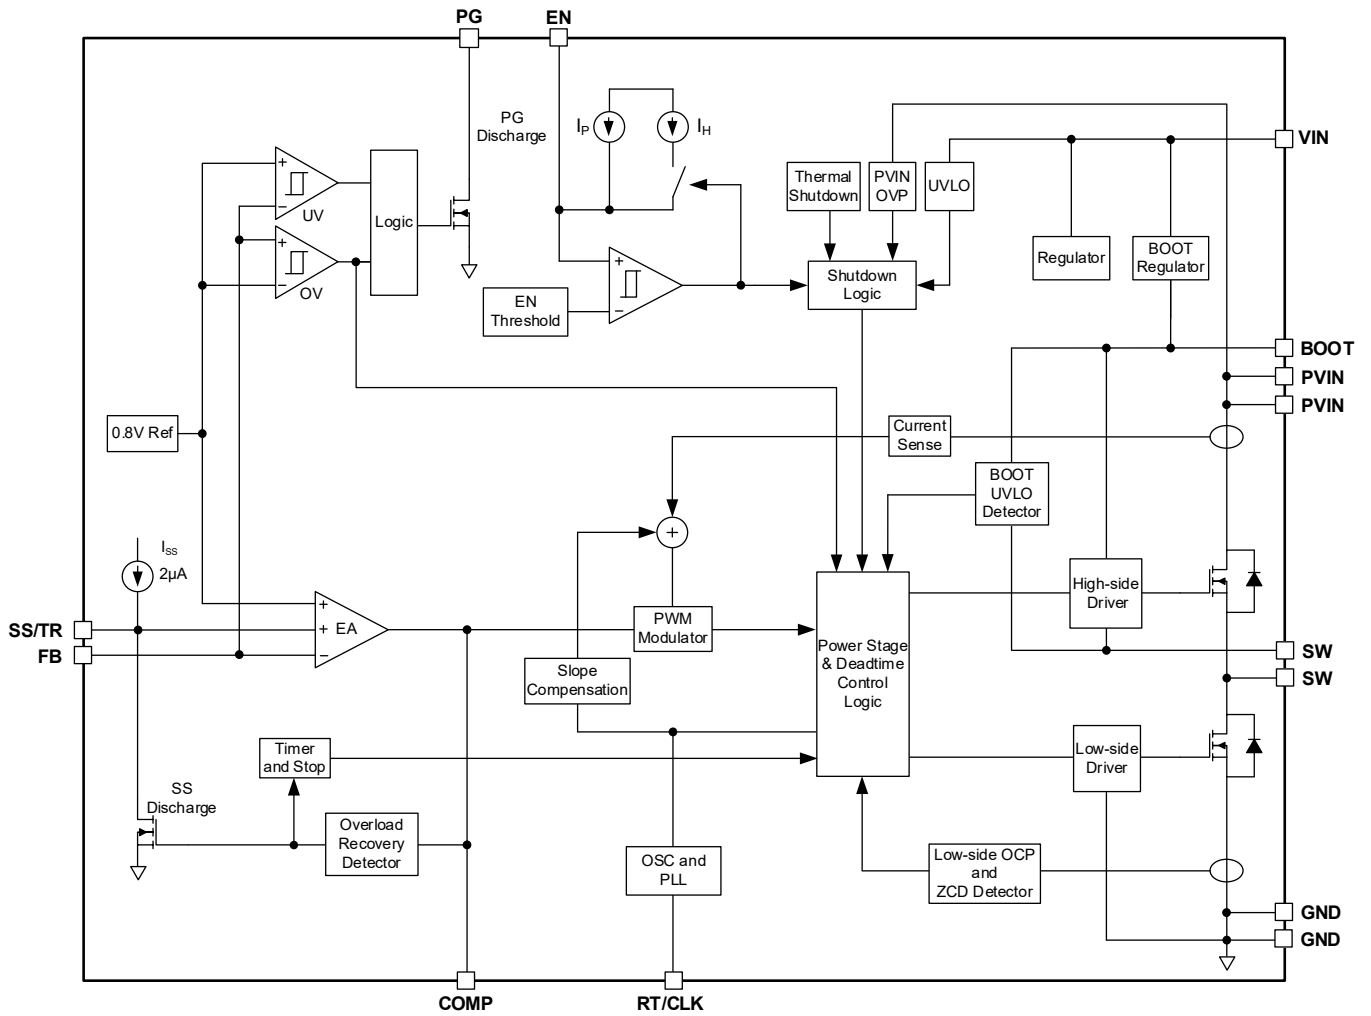 PG
EN
PG
Discharge
IP
IH
VIN
Thermal
Shutdown
PVIN
OVP
UVLO
+
−
UV
Logic
+
−
OV
Regulator
BOOT
Regulator
+
−
EN
Threshold
Shutdown
Logic
BOOT
PVIN
PVIN
0.8V Ref
Current
Sense
BOOT
UVLO
Detector
+
ISS
2µA
High-side
Driver
SS/TR
FB
+
+
−
EA
PWM
Modulator
Power Stage
& Deadtime
Control
Logic
SW
SW
Slope
Compensation
Timer
and Stop
Low-side
Driver
SS
Discharge
Overload
Recovery
Detector
OSC and
PLL
Low-side OCP
and
ZCD Detector
GND
GND
COMP
RT/CLK